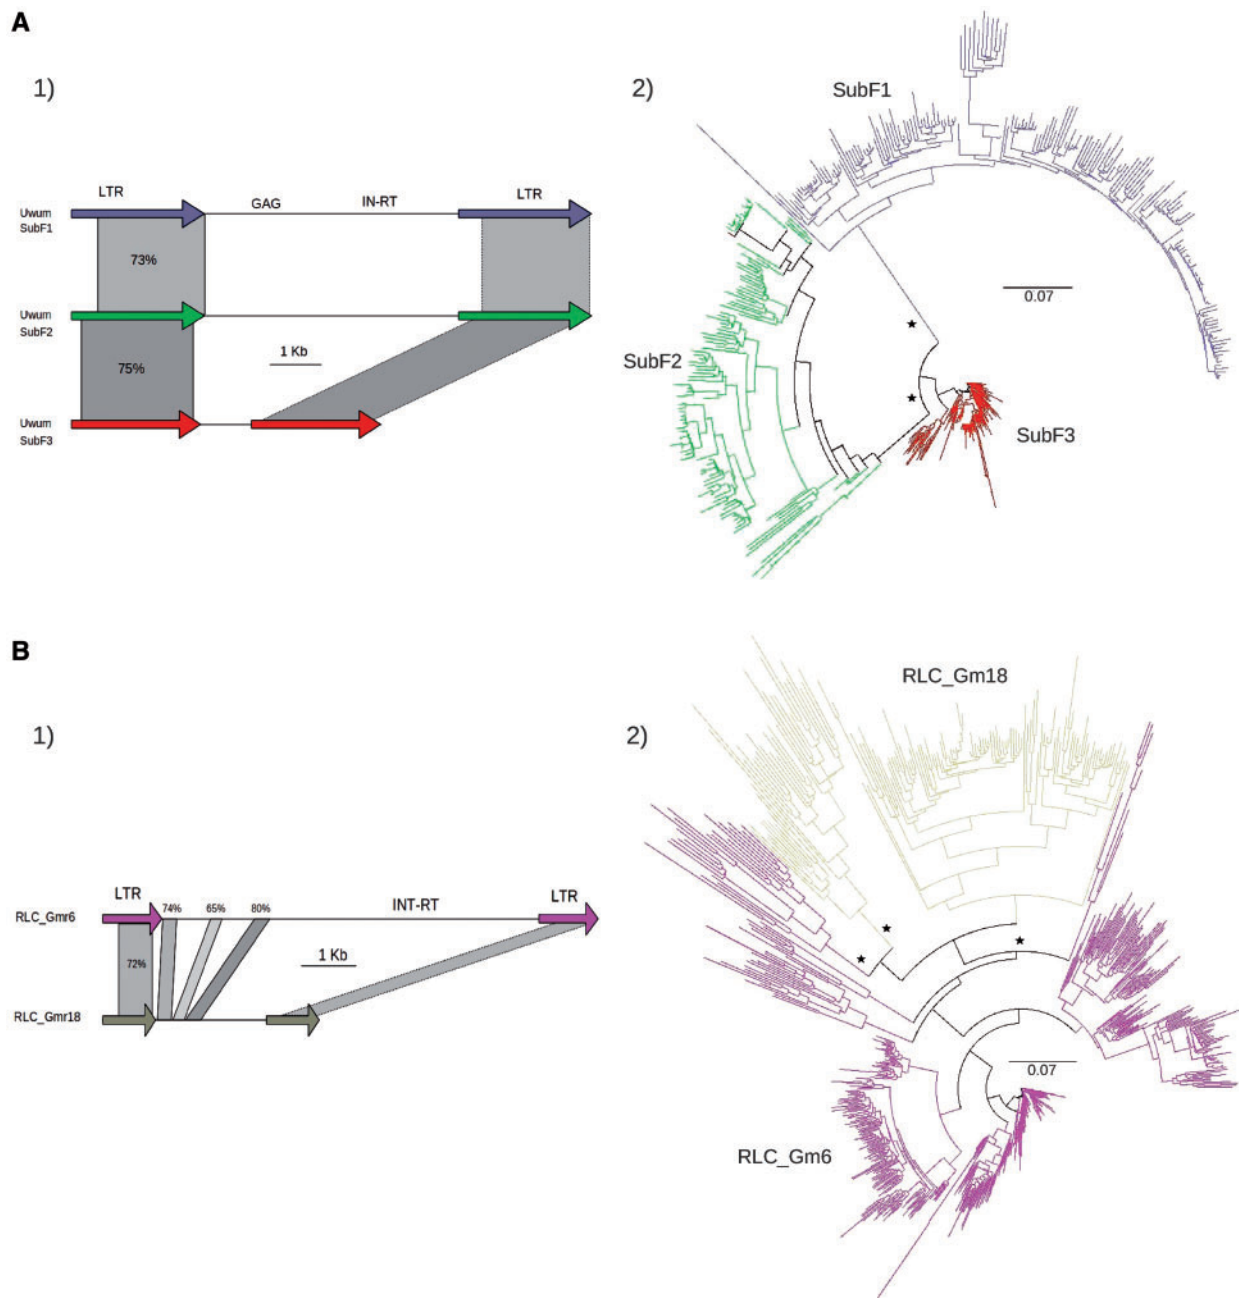 A
1)
2)
SubF1
LTR
GAG
IN-RT
LTR
Uwum
SubF1
73%
0.07
Uwum
SubF2
SubF2
1 Kb
75%
Uwum
SubF3
SubF3
B
1)
2)
RLC_Gm18
LTR
74%
65%
80%
INT-RT
LTR
RLC_Gmr6
72%
1 Kb
RLC_Gmr18
0.07
RLC_Gm6